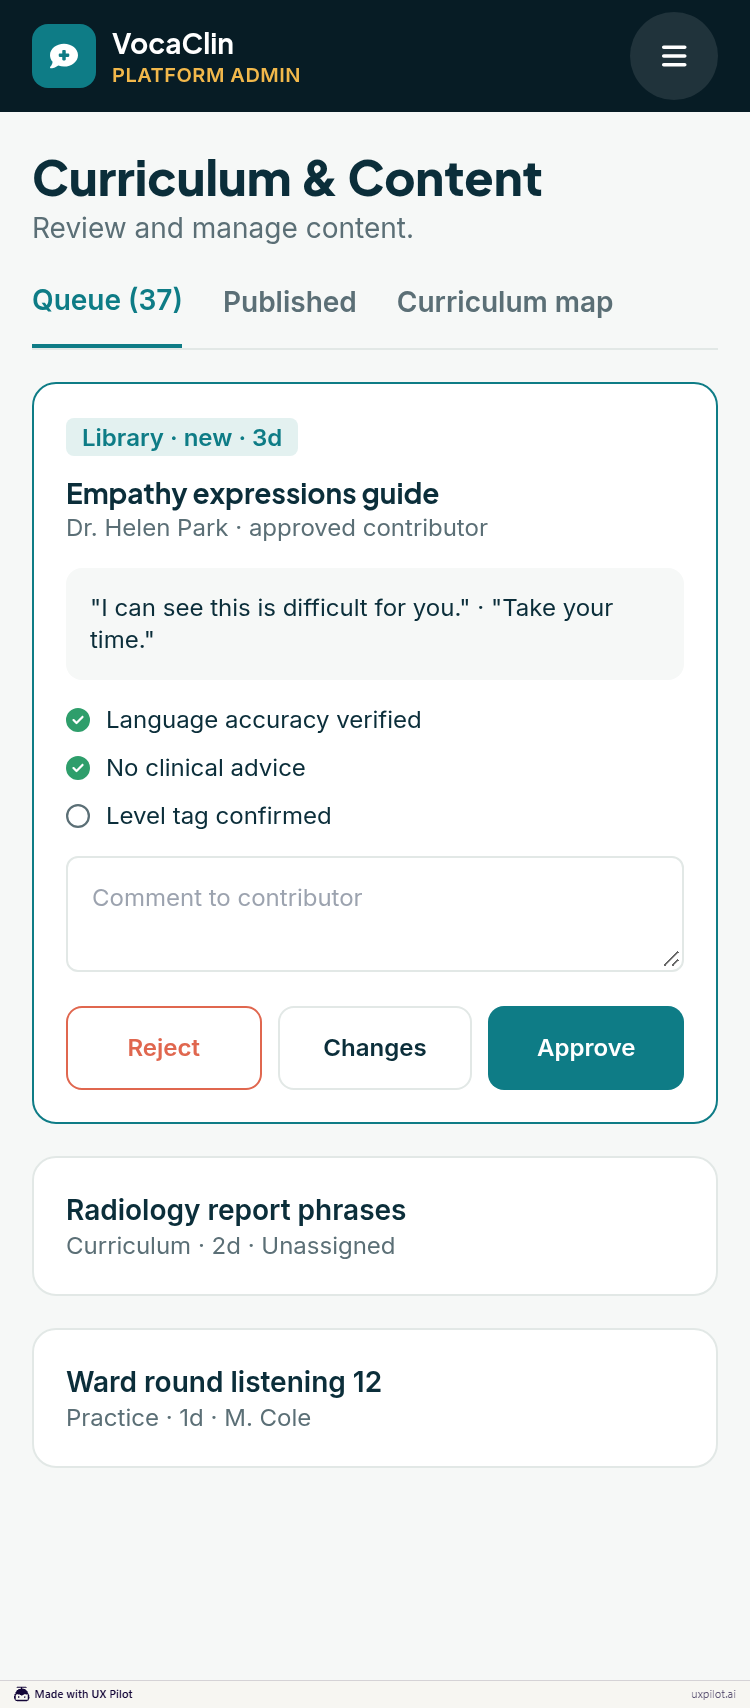 VocaClin
PLATFORM ADMIN
Curriculum & Content
Review and manage content.
Queue (37)
Published
Curriculum map
Library · new · 3d
Empathy expressions guide
Dr. Helen Park · approved contributor
"I can see this is difficult for you." · "Take your
time."
Language accuracy verified
No clinical advice
Level tag confirmed
Comment to contributor
Reject
Changes
Approve
Radiology report phrases
Curriculum · 2d · Unassigned
Ward round listening 12
Practice · 1d · M. Cole
Made with UX Pilot
uxpilot.ai